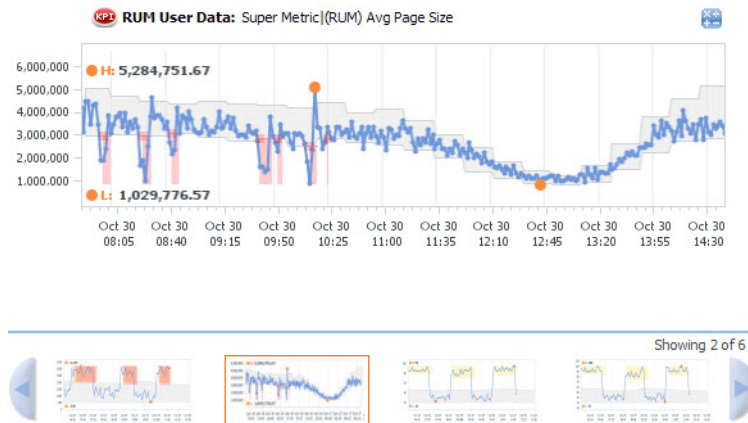 KPI RUM User Data: Super Metric|(RUM) Avg Page Size
6,000,000
H: 5,284,751.67
5,000,000
4,000,000
3,000,000
2,000,000
1.000.000
L: 1,029,776.57
Oct 30 Oct 30 Oct 30 Oct 30 Oct 30 Oct 30 Oct 30 Oct 30 Oct 30 Oct 30 Oct 30 Oct 30
08:05 08:40 09:15 09:50 10:25 11:00 11:35 12:10 12:45 13:20 13:55 14:30
Showing 2 of 6